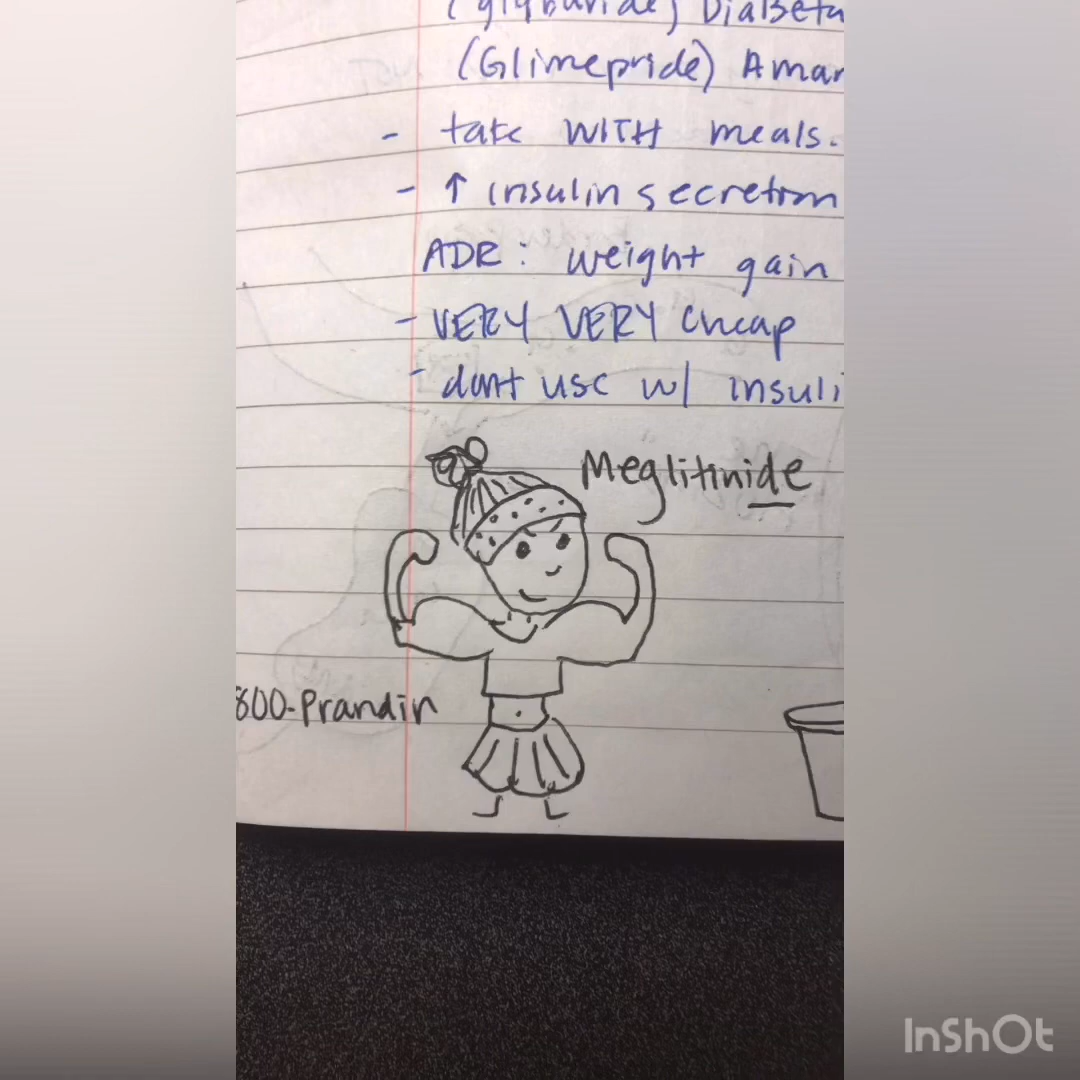 (glyburide) DiaBeta
(Glimepride) Amar
- take WITH meals.
- ↑ insulin secretion
ADR: weight gain
- VERY VERY cheap
- dont use w/ insuli
Meglitinide
800-Prandin
InShOt